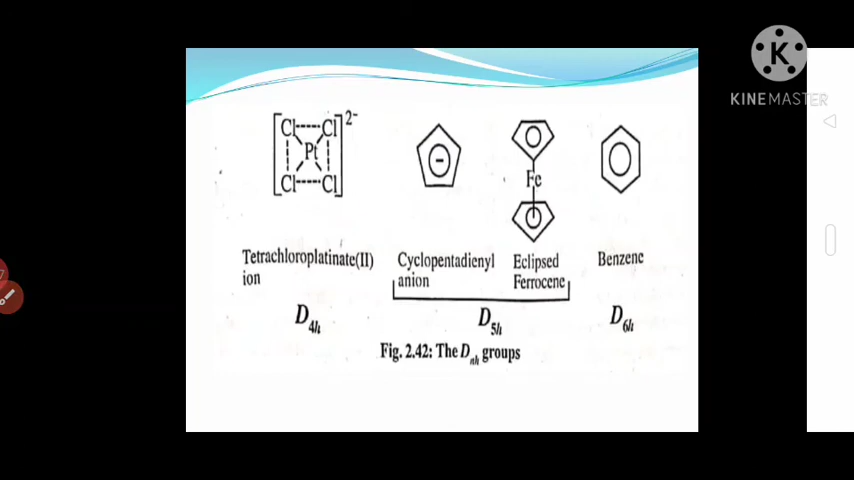 K
KINEMASTER
[Cl Cl]2-
Pt
Cl Cl
-
Fe
Tetrachloroplatinate(II)
ion
Cyclopentadienyl
anion
Eclipsed
Ferrocene
Benzene
D4h
D5h
D6h
Fig. 2.42: The Dnh groups